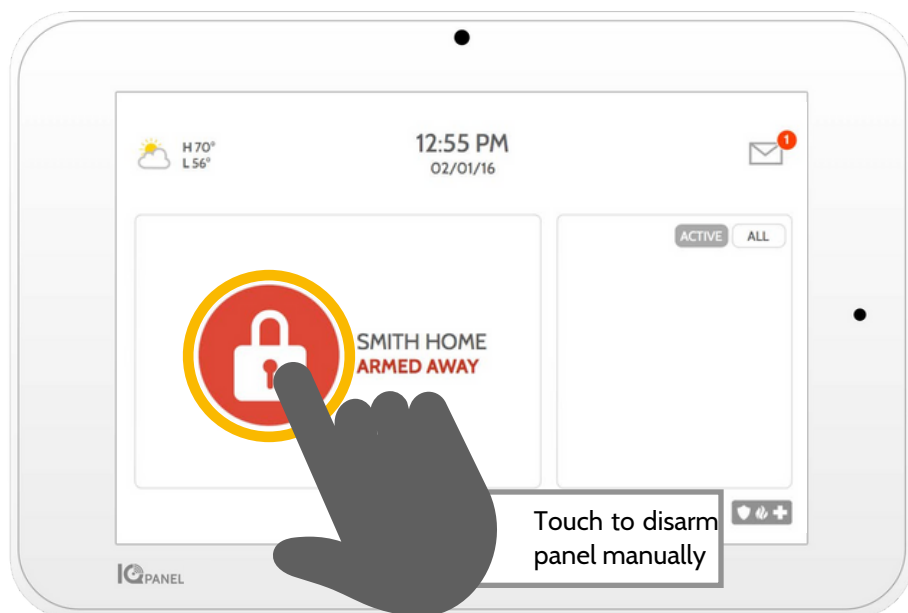 H 70°
L 56°
12:55 PM
02/01/16
1
ACTIVE ALL
SMITH HOME
ARMED AWAY
Touch to disarm
panel manually
IQ PANEL